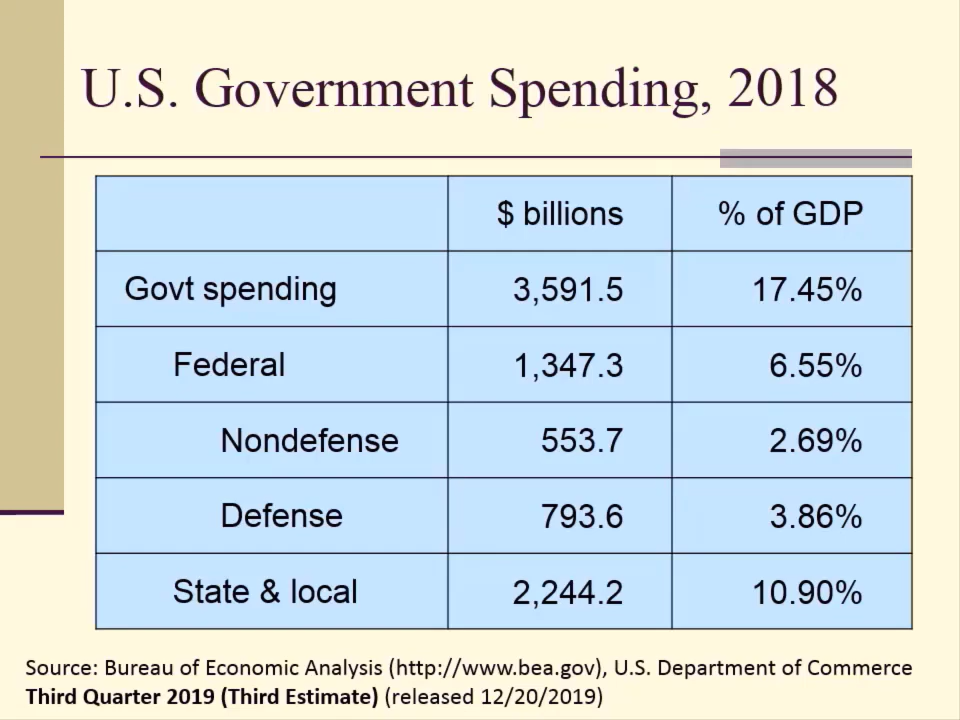 U.S. Government Spending, 2018
$ billions % of GDP
Govt spending 3,591.5 17.45%
Federal 1,347.3 6.55%
Nondefense 553.7 2.69%
Defense 793.6 3.86%
State & local 2,244.2 10.90%
Source: Bureau of Economic Analysis (http://www.bea.gov), U.S. Department of Commerce
Third Quarter 2019 (Third Estimate) (released 12/20/2019)